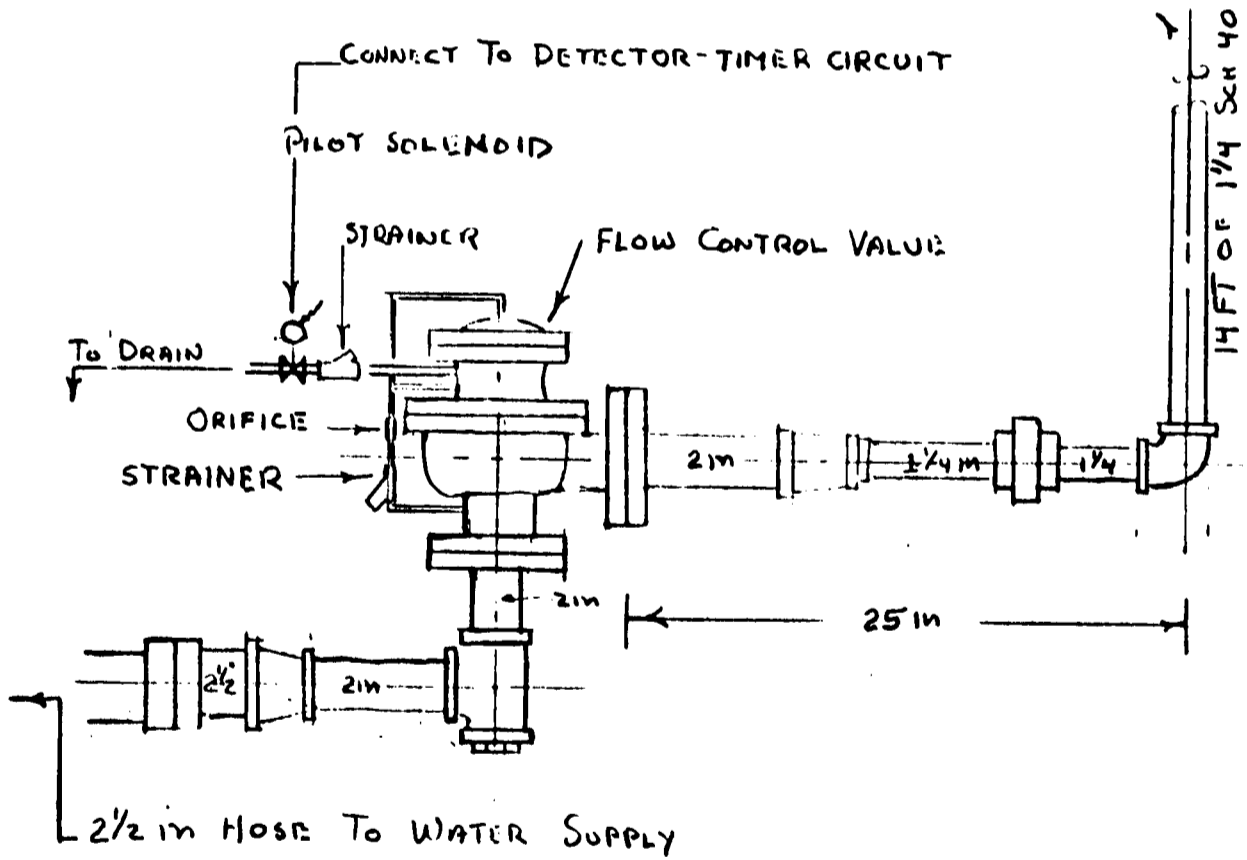 CONNECT TO DETECTOR-TIMER CIRCUIT
PILOT SOLENOID
STRAINER
FLOW CONTROL VALUE
TO DRAIN
ORIFICE
STRAINER
2in
1¼ in
1¼
14 FT OF 1¼ SCH 40
2in
25 in
2½"
2in
2½ in HOSE TO WATER SUPPLY